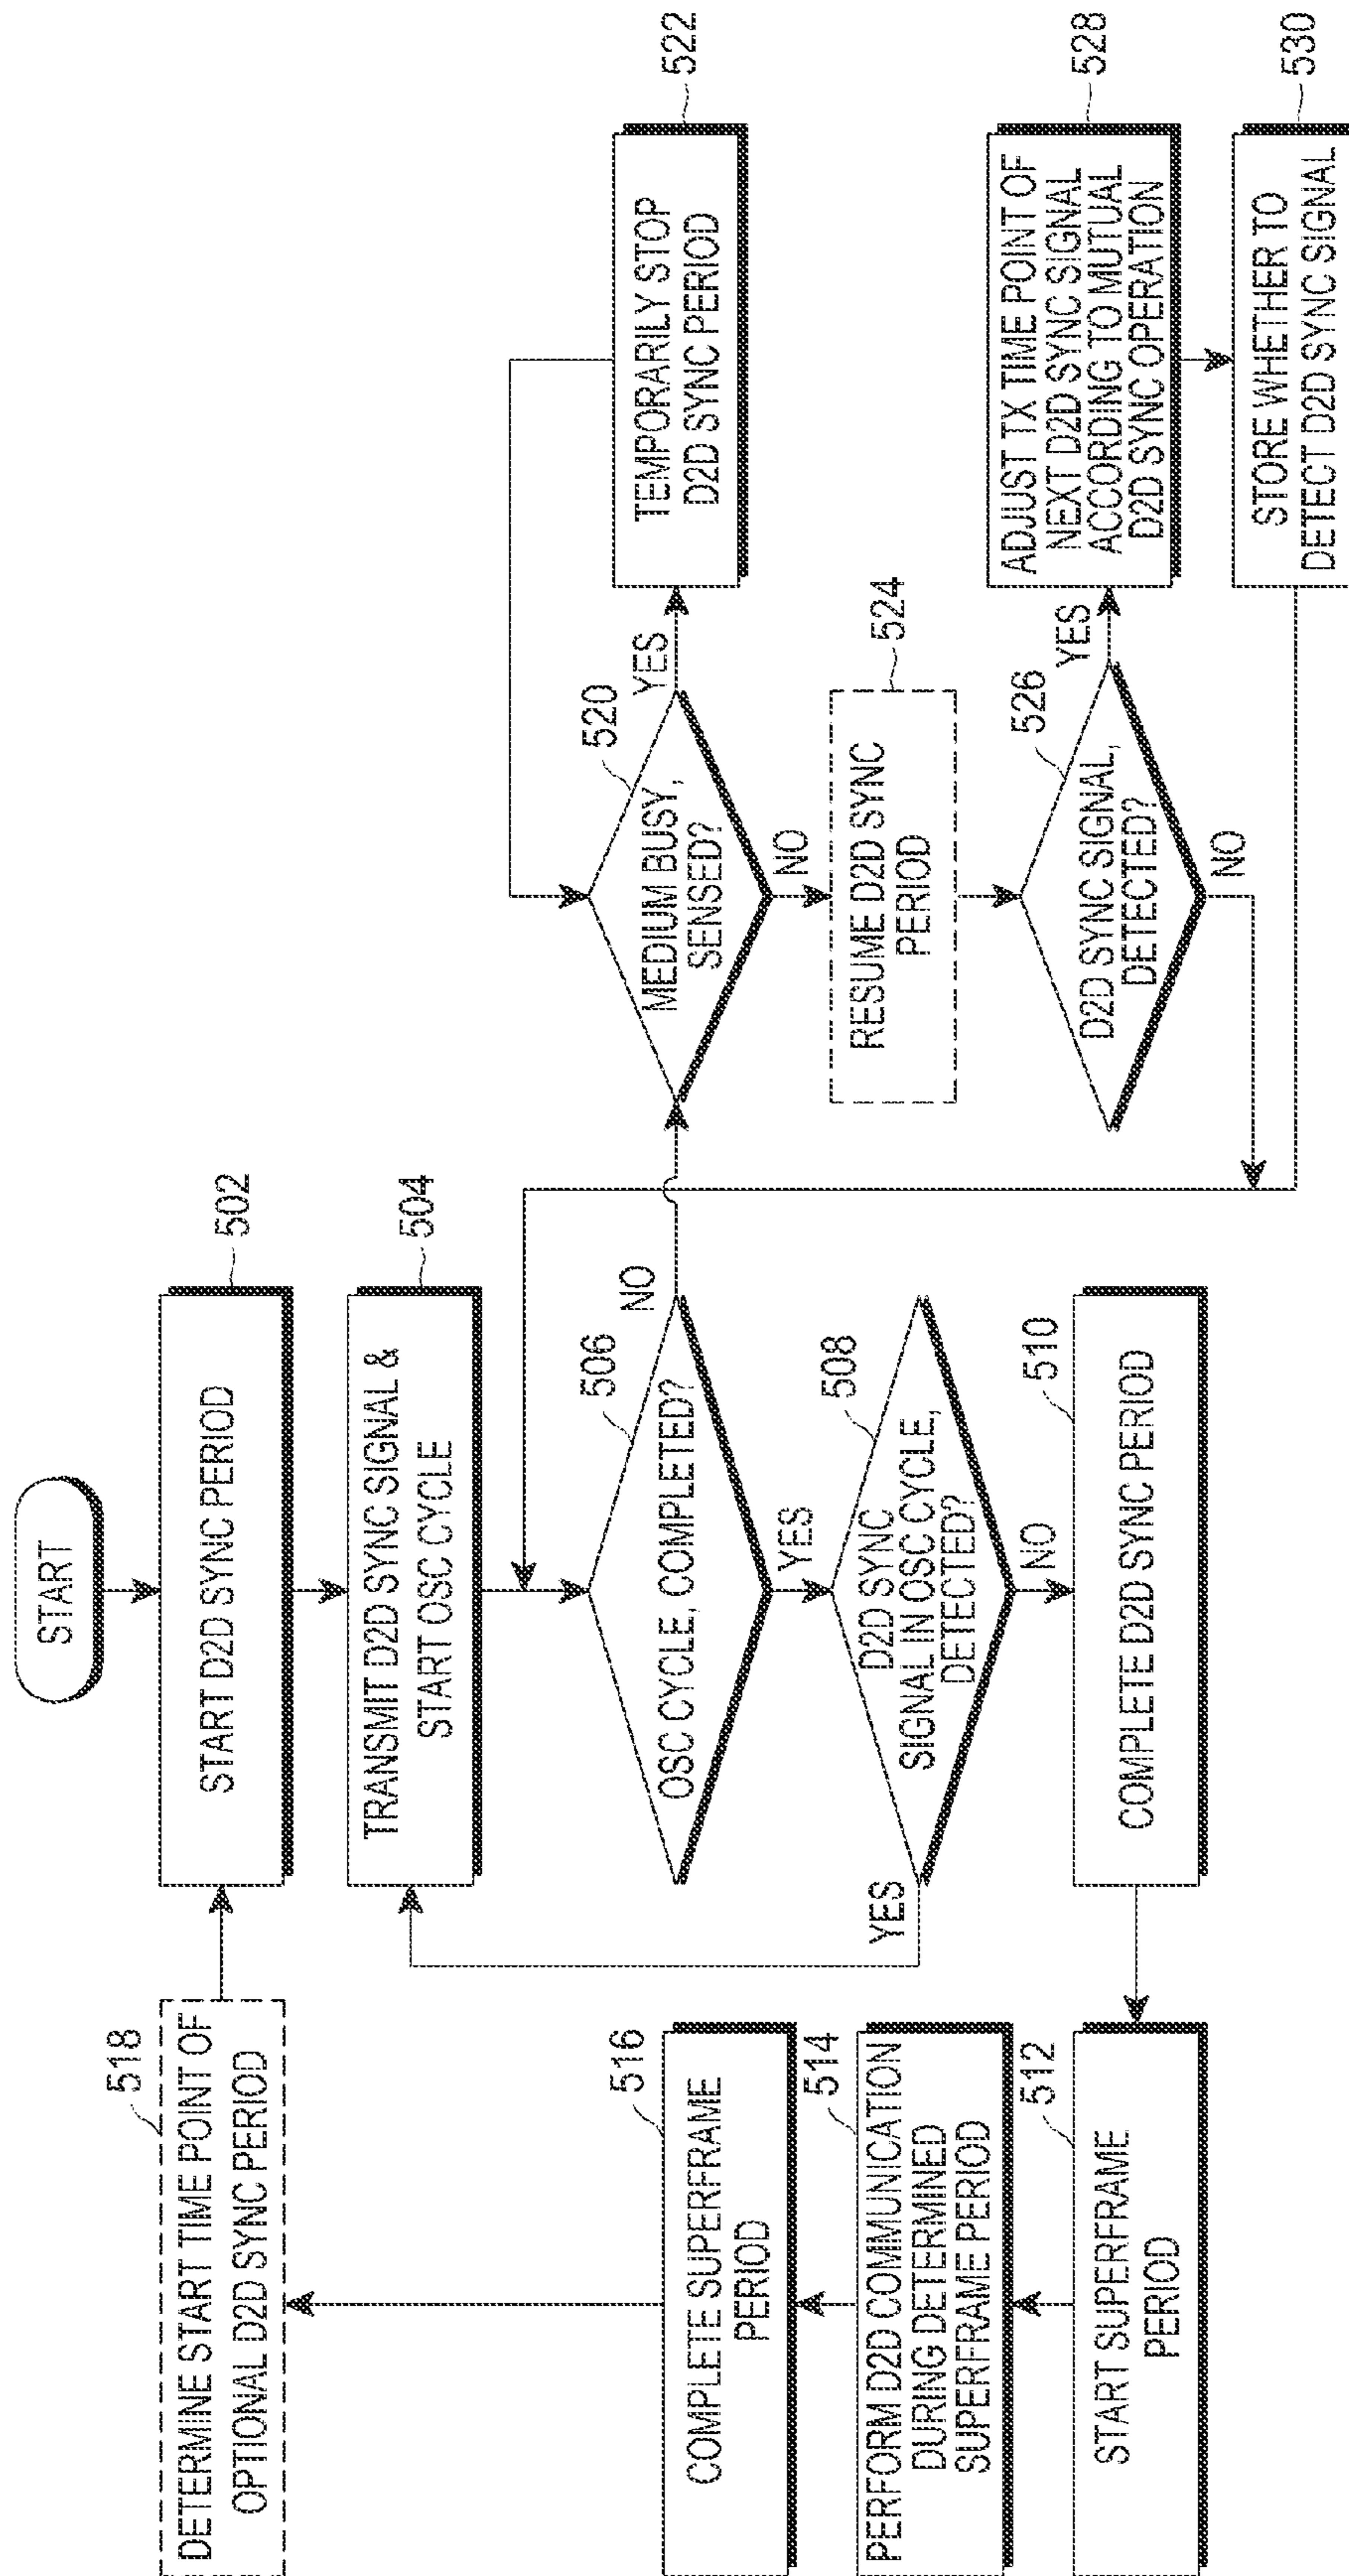 START
START D2D SYNC PERIOD
502
TRANSMIT D2D SYNC SIGNAL &
START OSC CYCLE
504
OSC CYCLE, COMPLETED?
506
NO
YES
D2D SYNC
SIGNAL IN OSC CYCLE,
DETECTED?
508
YES
NO
COMPLETE D2D SYNC PERIOD
510
START SUPERFRAME
PERIOD
512
PERFORM D2D COMMUNICATION
DURING DETERMINED
SUPERFRAME PERIOD
514
COMPLETE SUPERFRAME
PERIOD
516
DETERMINE START TIME POINT OF
OPTIONAL D2D SYNC PERIOD
518
MEDIUM BUSY,
SENSED?
520
YES
NO
TEMPORARILY STOP
D2D SYNC PERIOD
522
RESUME D2D SYNC
PERIOD
524
D2D SYNC SIGNAL,
DETECTED?
526
YES
NO
ADJUST TX TIME POINT OF
NEXT D2D SYNC SIGNAL
ACCORDING TO MUTUAL
D2D SYNC OPERATION
528
STORE WHETHER TO
DETECT D2D SYNC SIGNAL
530